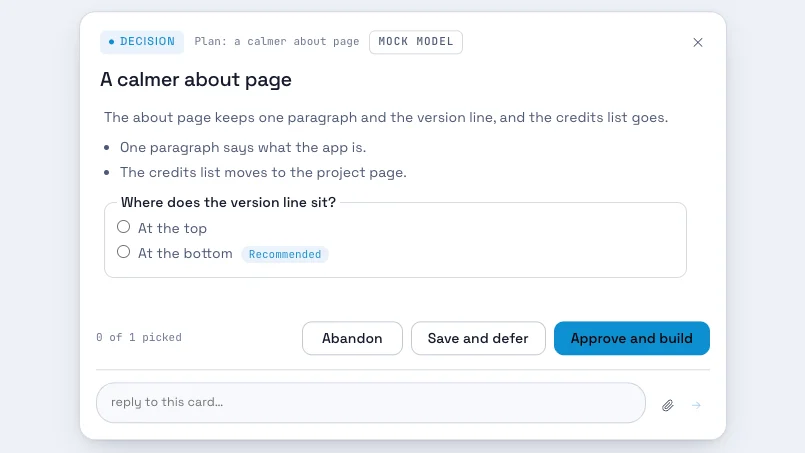 DECISION Plan: a calmer about page MOCK MODEL
A calmer about page
The about page keeps one paragraph and the version line, and the credits list goes.
One paragraph says what the app is.
The credits list moves to the project page.
Where does the version line sit?
At the top
At the bottom Recommended
0 of 1 picked Abandon Save and defer Approve and build
reply to this card…